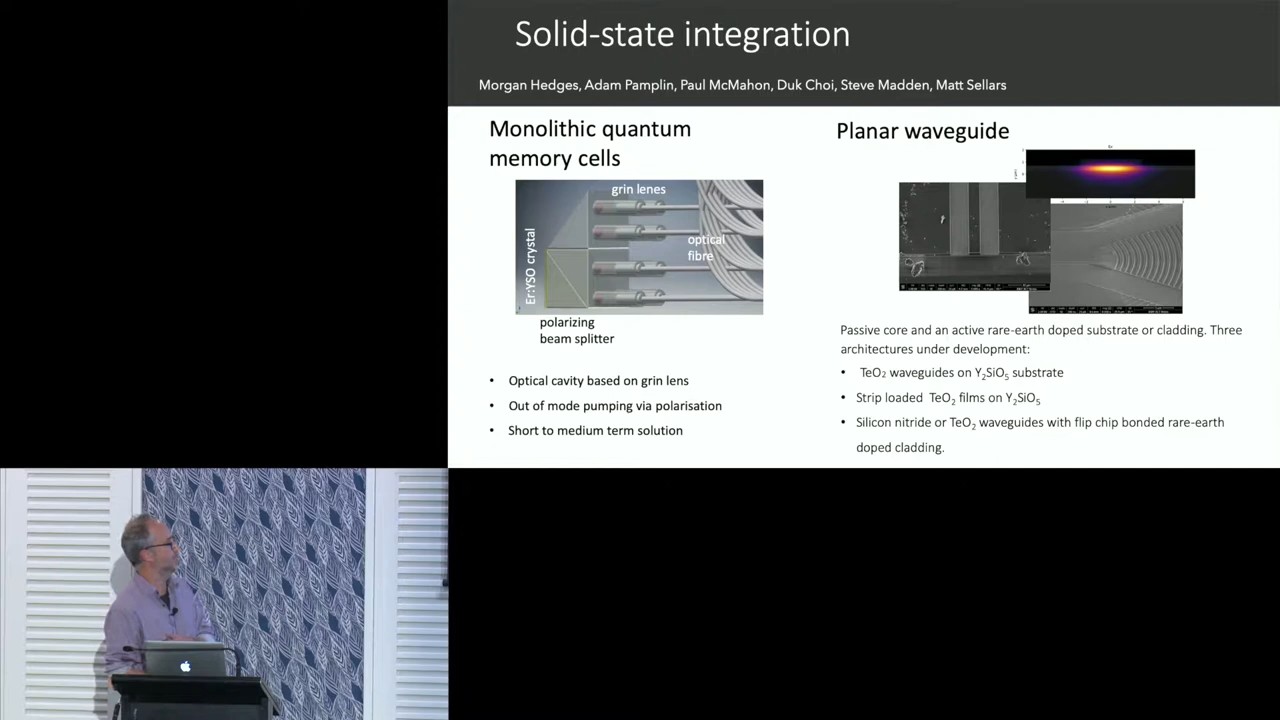 Solid-state integration
Morgan Hedges, Adam Pamplin, Paul McMahon, Duk Choi, Steve Madden, Matt Sellars
Monolithic quantum
memory cells
grin lenes
optical
fibre
Er:YSO crystal
polarizing
beam splitter
• Optical cavity based on grin lens
• Out of mode pumping via polarisation
• Short to medium term solution
Planar waveguide
Passive core and an active rare-earth doped substrate or cladding. Three
architectures under development:
• TeO₂ waveguides on Y₂SiO₅ substrate
• Strip loaded TeO₂ films on Y₂SiO₅
• Silicon nitride or TeO₂ waveguides with flip chip bonded rare-earth
doped cladding.